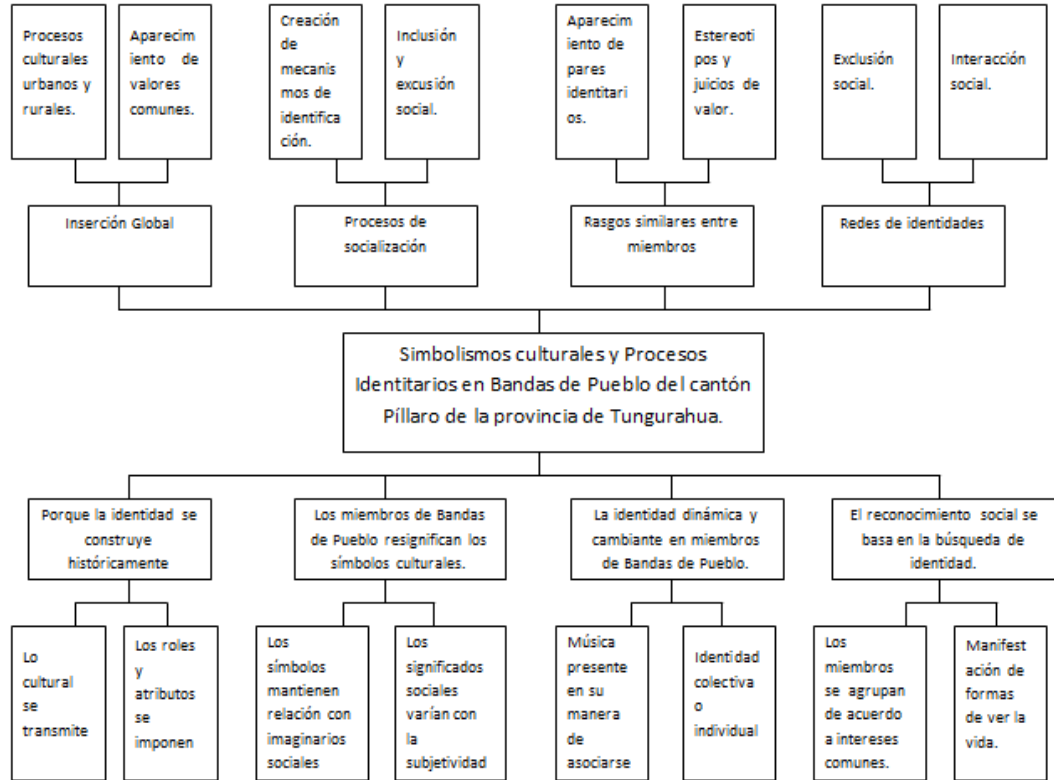 Procesos
culturales
urbanos y
rurales.
Aparecim
iento de
valores
comunes.
Creación
de
mecanis
mos de
identifica
ción.
Inclusión
y
excusión
social.
Aparecim
iento de
pares
identitari
os.
Estereoti
pos y
juicios de
valor.
Exclusión
social.
Interacción
social.
Inserción Global
Procesos de
socialización
Rasgos similares entre
miembros
Redes de identidades
Simbolismos culturales y Procesos
Identitarios en Bandas de Pueblo del cantón
Píllaro de la provincia de Tungurahua.
Porque la identidad se
construye
históricamente
Los miembros de Bandas
de Pueblo resignifican los
símbolos culturales.
La identidad dinámica y
cambiante en miembros
de Bandas de Pueblo.
El reconocimiento social se
basa en la búsqueda de
identidad.
Lo
cultural
se
transmite
Los roles
y
atributos
se
imponen
Los
símbolos
mantienen
relación con
imaginarios
sociales
Los
significados
sociales
varían con
la
subjetividad
Música
presente
en su
manera
de
asociarse
Identidad
colectiva
o
individual
Los
miembros
se agrupan
de acuerdo
a intereses
comunes.
Manifest
ación de
formas
de ver la
vida.